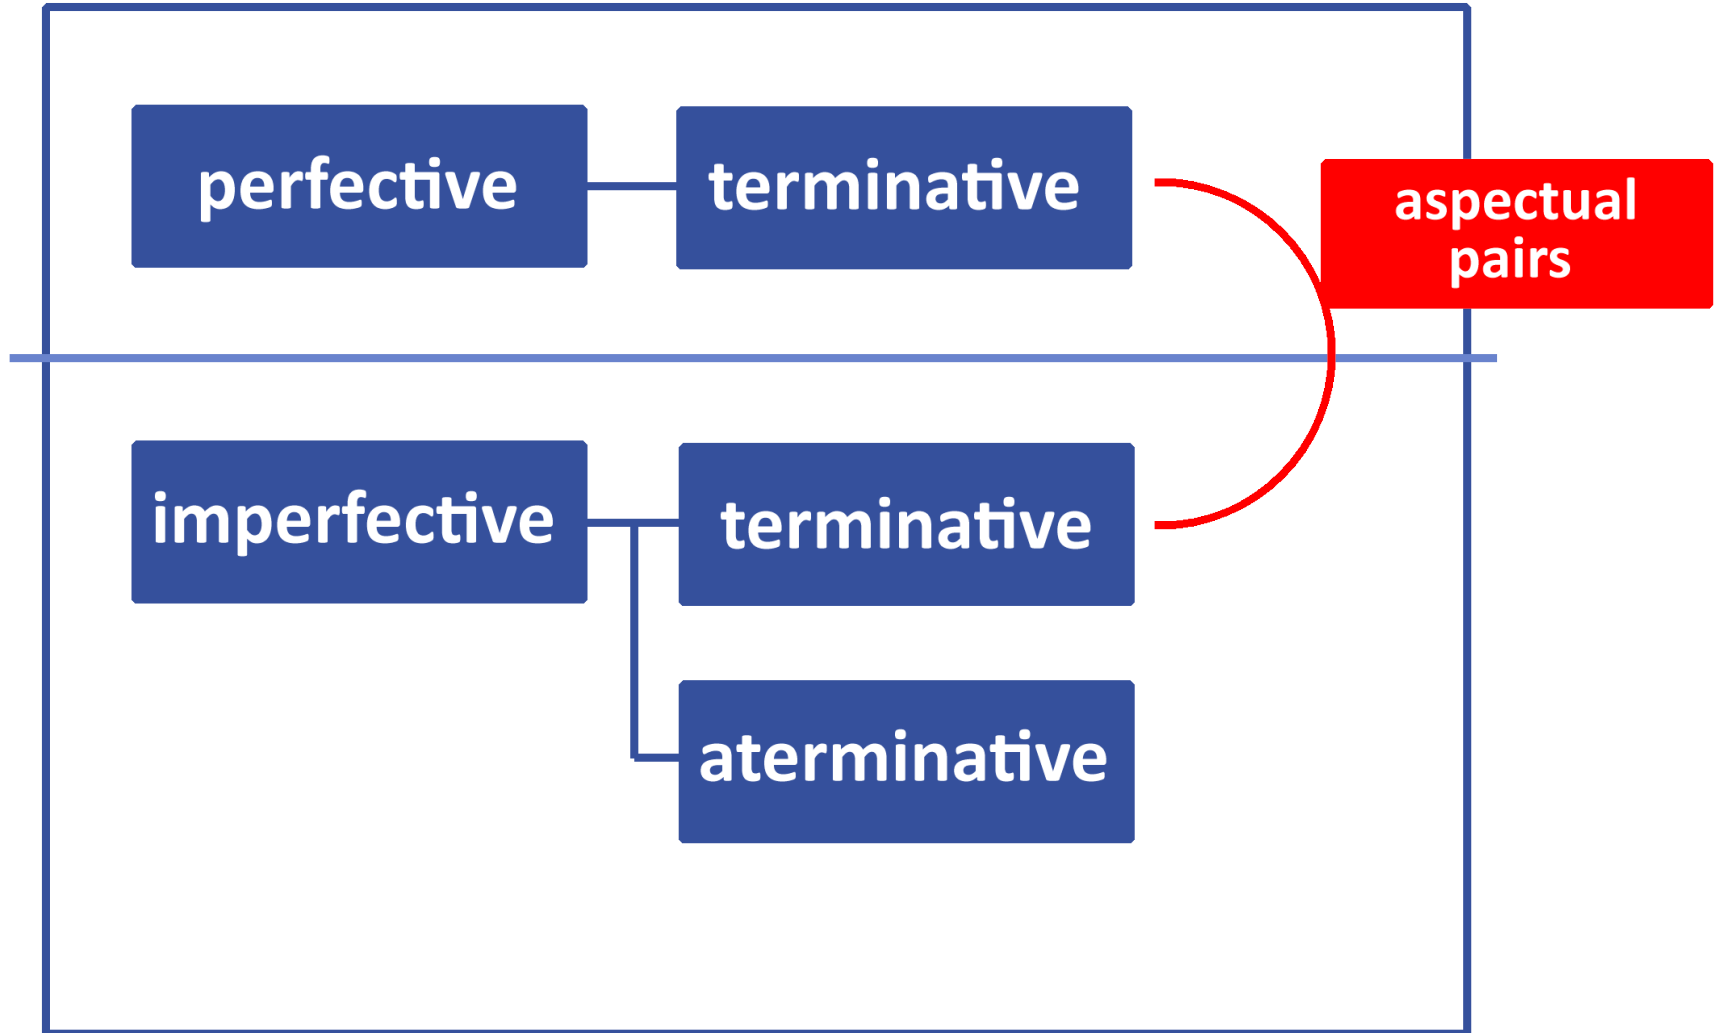 perfective
terminative
aspectual
pairs
imperfective
terminative
aterminative